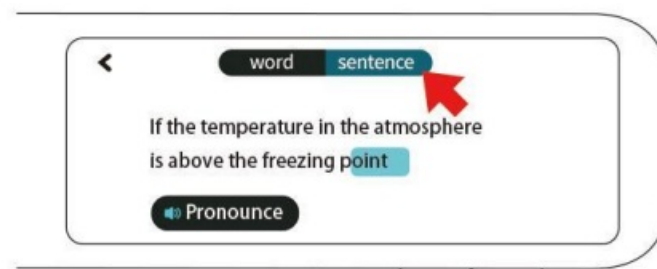 word sentence
If the temperature in the atmosphere
is above the freezing point
Pronounce